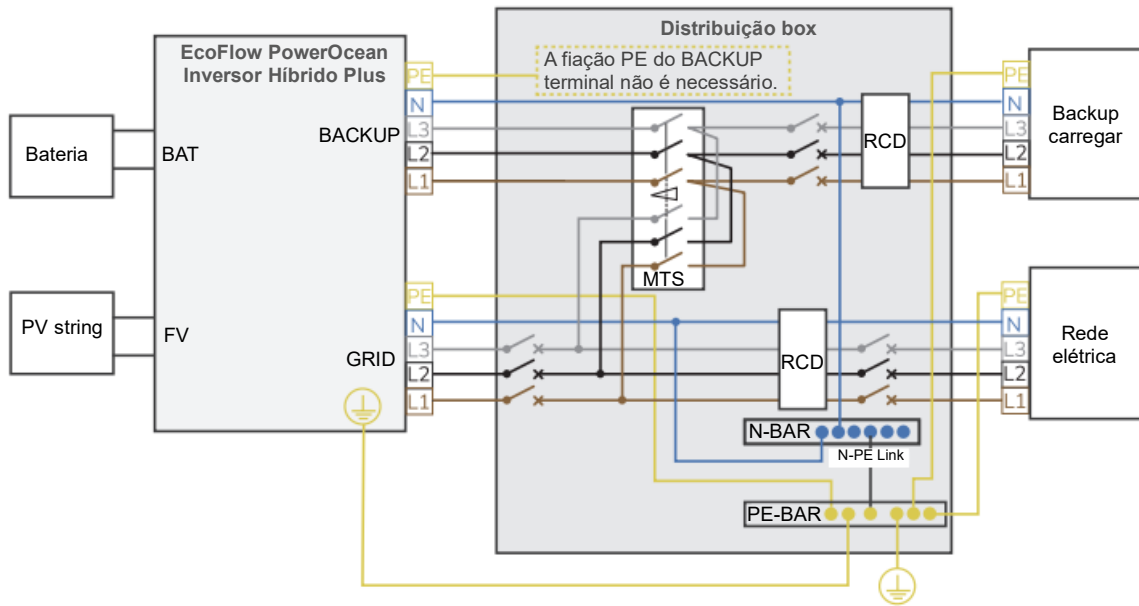 Distribuição box
EcoFlow PowerOcean
Inversor Híbrido Plus
A fiação PE do BACKUP
terminal não é necessário.
PE
N
L3
L2
L1
BACKUP
Bateria
BAT
MTS
RCD
PE
N
L3
L2
L1
Backup
carregar
PV string
FV
GRID
PE
N
L3
L2
L1
RCD
PE
N
L3
L2
L1
Rede
elétrica
N-BAR
N-PE Link
PE-BAR